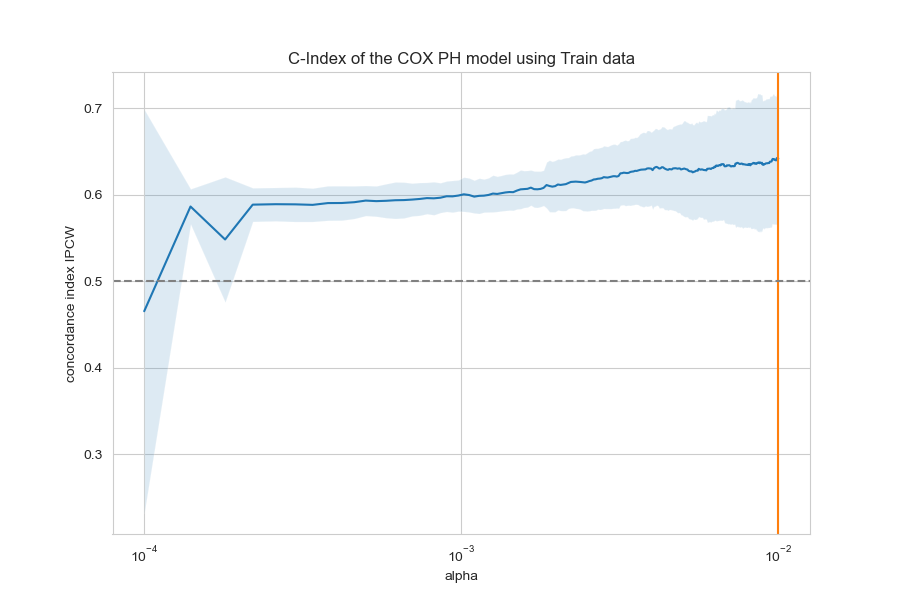 C-Index of the COX PH model using Train data
concordance index IPCW
0.7
0.6
0.5
0.4
0.3
10⁻⁴
10⁻³
10⁻²
alpha